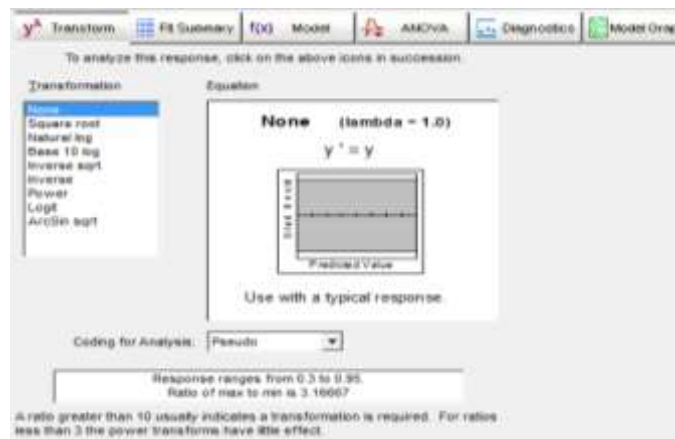 yλ Transform Fit Summary f(x) Model ANOVA Diagnostics Model Grap
To analyze this response, click on the above icons in succession.
Transformation Equation
None
Square root
Natural log
Base 10 log
Inverse sqrt
Inverse
Power
Logit
ArcSin sqrt
None (lambda = 1.0)
y ' = y
Predicted Value
Use with a typical response.
Coding for Analysis: Pseudo
Response ranges from 0.3 to 0.95.
Ratio of max to min is 3.16667
A ratio greater than 10 usually indicates a transformation is required. For ratios
less than 3 the power transforms have little effect.